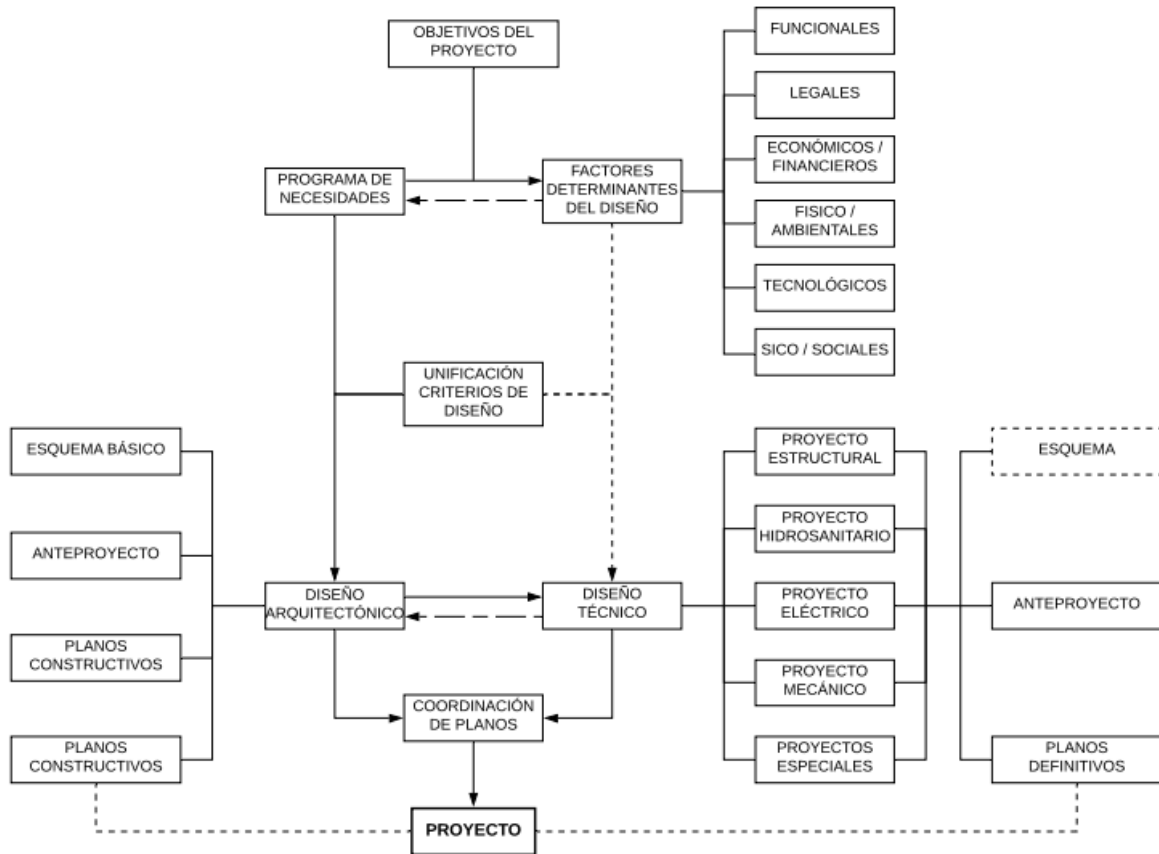 OBJETIVOS DEL
PROYECTO
FUNCIONALES
LEGALES
ECONÓMICOS /
FINANCIEROS
PROGRAMA DE
NECESIDADES
FACTORES
DETERMINANTES
DEL DISEÑO
FISICO /
AMBIENTALES
TECNOLÓGICOS
SICO / SOCIALES
UNIFICACIÓN
CRITERIOS DE
DISEÑO
ESQUEMA BÁSICO
ANTEPROYECTO
PLANOS
CONSTRUCTIVOS
PLANOS
CONSTRUCTIVOS
DISEÑO
ARQUITECTÓNICO
DISEÑO
TÉCNICO
PROYECTO
ESTRUCTURAL
PROYECTO
HIDROSANITARIO
PROYECTO
ELÉCTRICO
PROYECTO
MECÁNICO
PROYECTOS
ESPECIALES
ESQUEMA
ANTEPROYECTO
PLANOS
DEFINITIVOS
COORDINACIÓN
DE PLANOS
PROYECTO